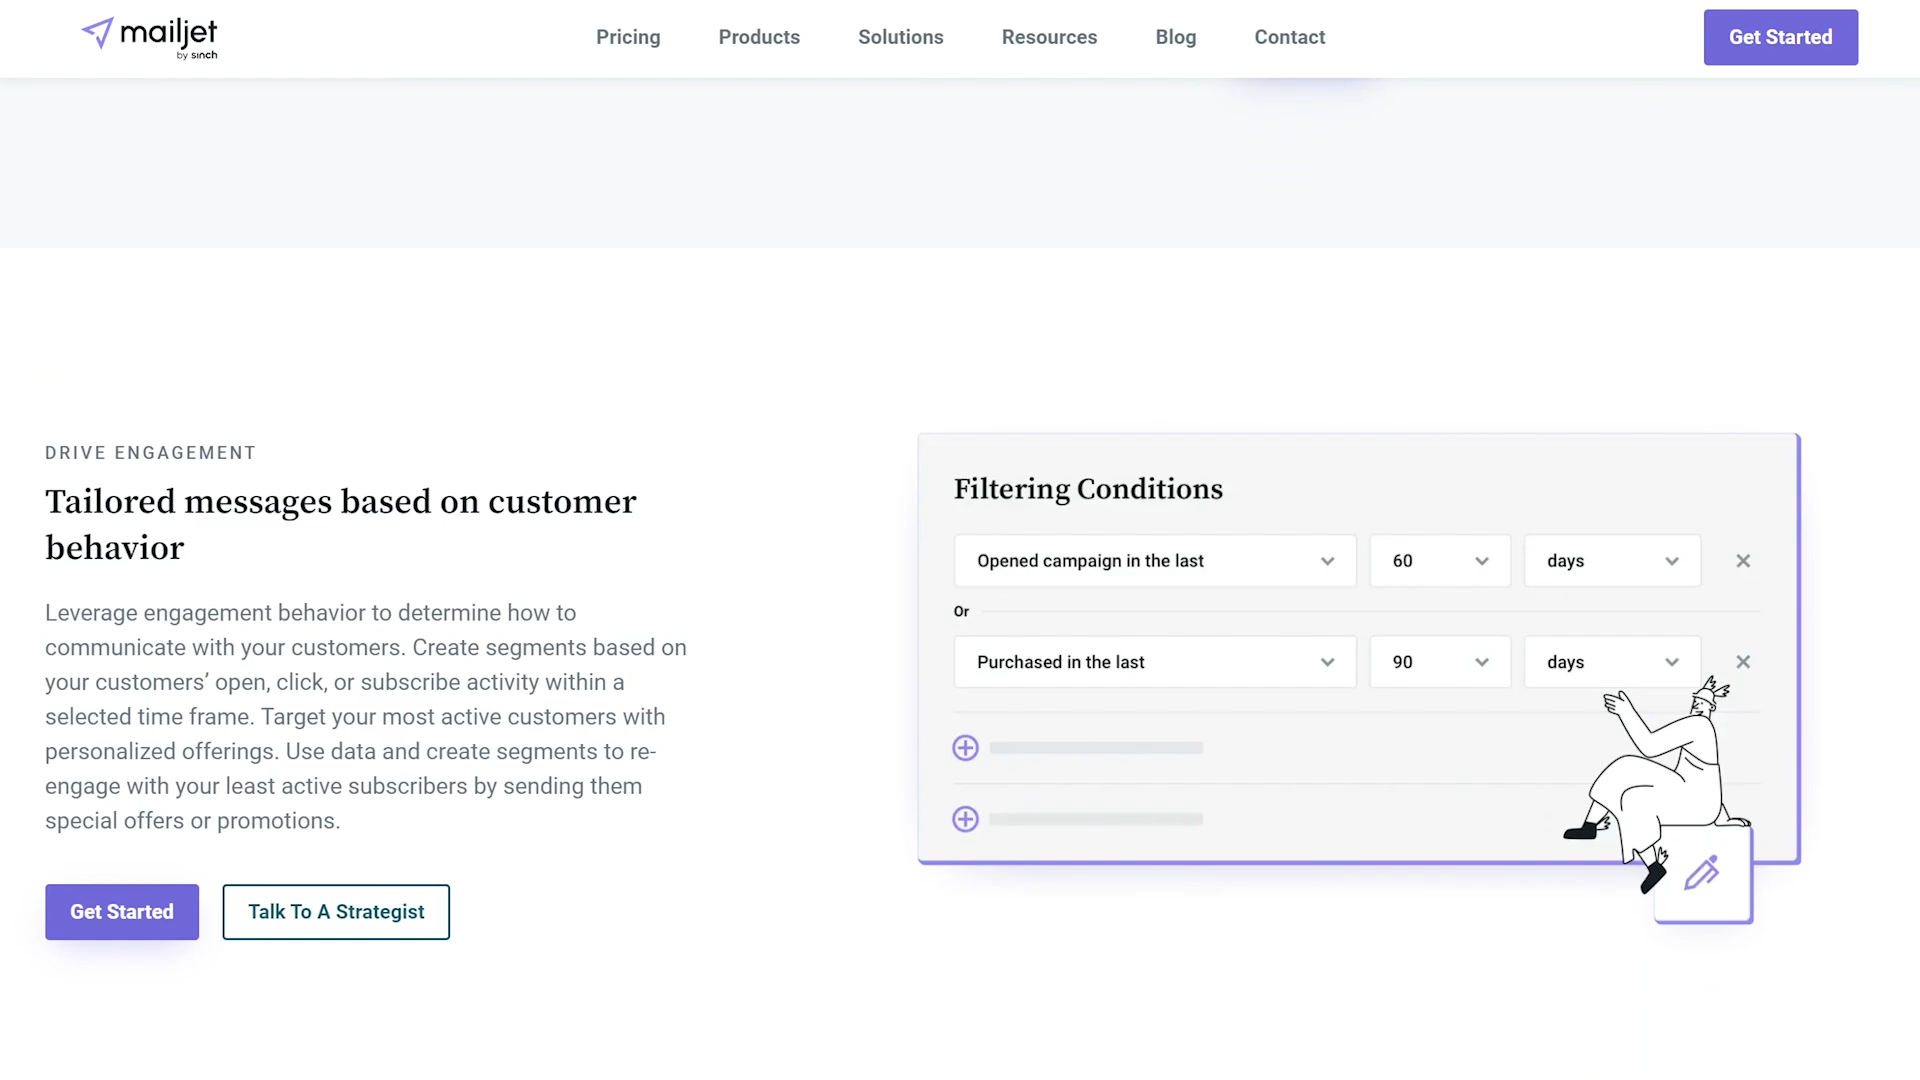 mailjet
by sinch
Pricing
Products
Solutions
Resources
Blog
Contact
Get Started
DRIVE ENGAGEMENT
Tailored messages based on customer
behavior
Leverage engagement behavior to determine how to
communicate with your customers. Create segments based on
your customers’ open, click, or subscribe activity within a
selected time frame. Target your most active customers with
personalized offerings. Use data and create segments to re-
engage with your least active subscribers by sending them
special offers or promotions.
Get Started
Talk To A Strategist
Filtering Conditions
Opened campaign in the last 60 days
Or
Purchased in the last 90 days